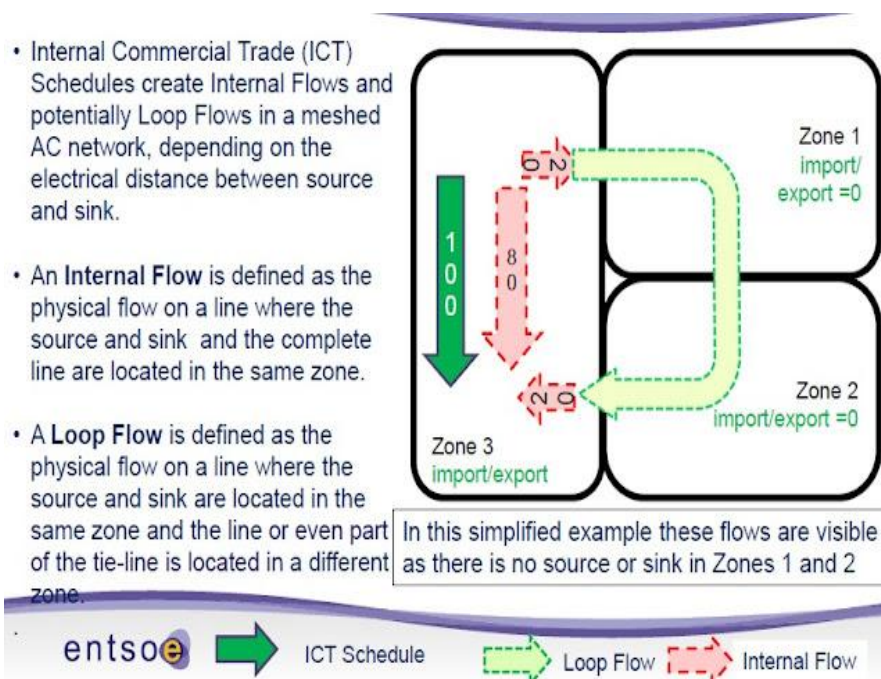 • Internal Commercial Trade (ICT)
Schedules create Internal Flows and
potentially Loop Flows in a meshed
AC network, depending on the
electrical distance between source
and sink.
• An Internal Flow is defined as the
physical flow on a line where the
source and sink and the complete
line are located in the same zone.
• A Loop Flow is defined as the
physical flow on a line where the
source and sink are located in the
same zone and the line or even part
of the tie-line is located in a different
zone.
.
20
100
80
20
Zone 1
import/
export =0
Zone 2
import/export =0
Zone 3
import/export
In this simplified example these flows are visible
as there is no source or sink in Zones 1 and 2
entsoe
ICT Schedule
Loop Flow
Internal Flow